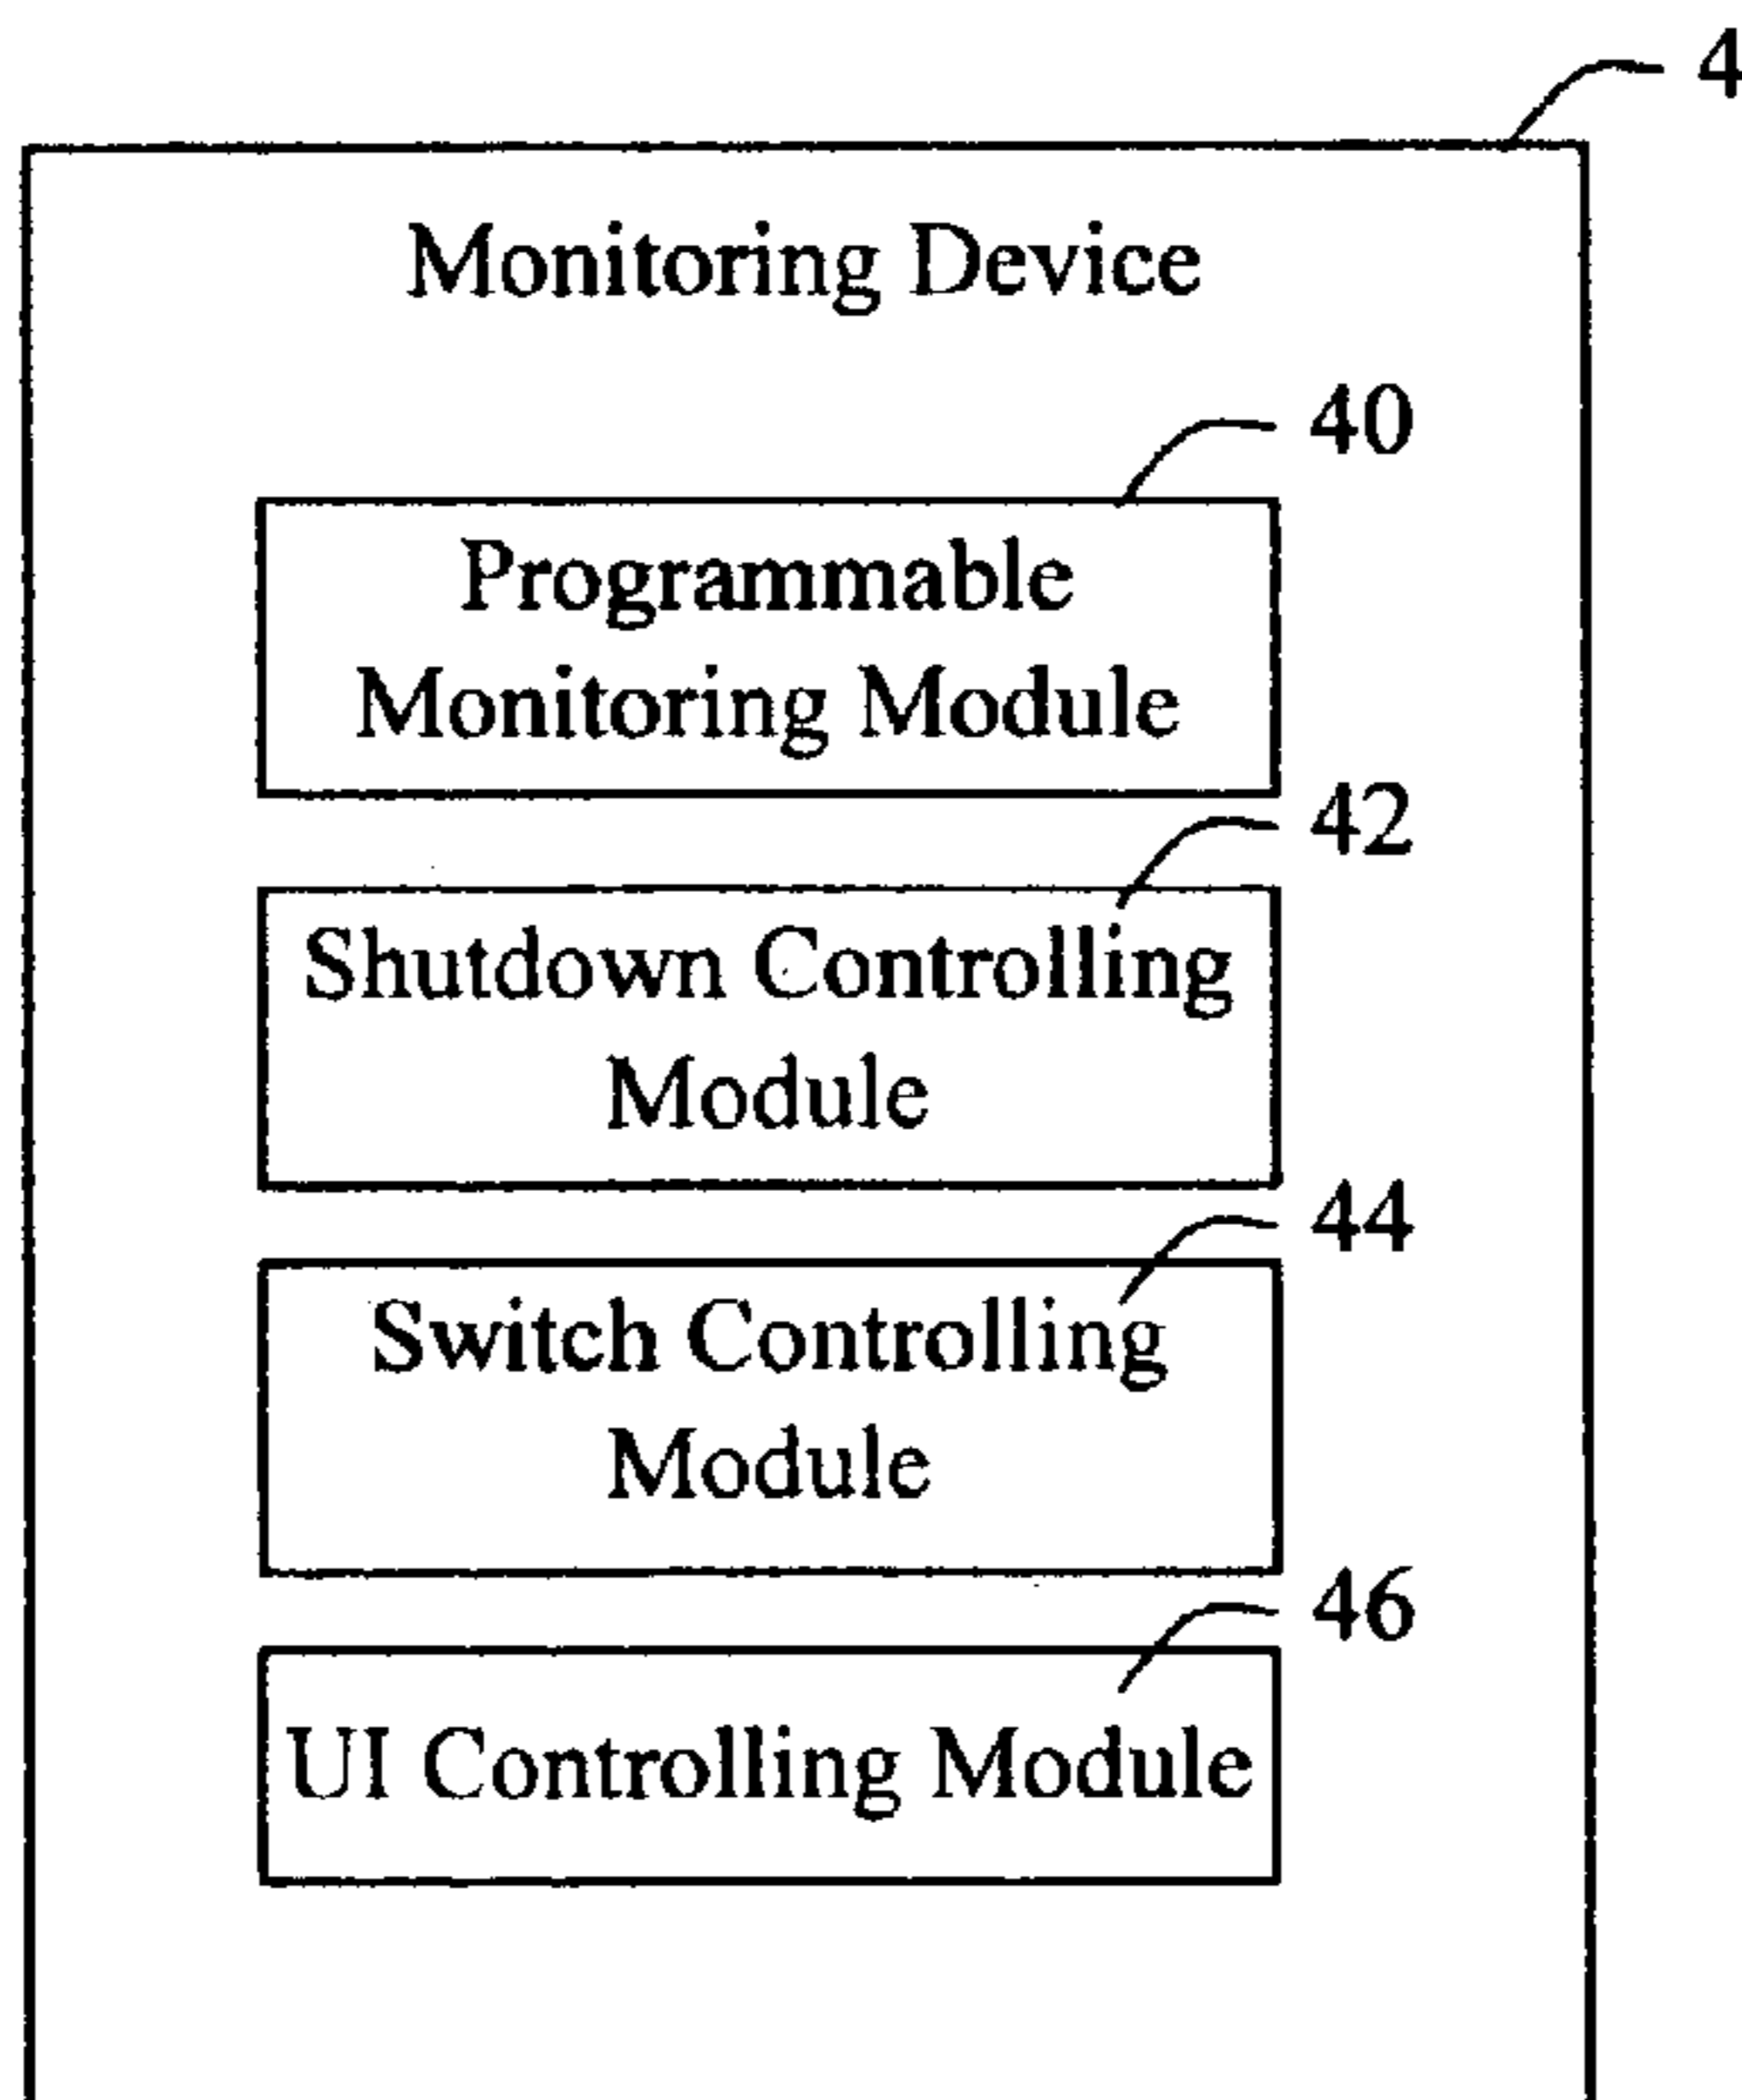 4
Monitoring Device
40
Programmable
Monitoring Module
42
Shutdown Controlling
Module
44
Switch Controlling
Module
46
UI Controlling Module